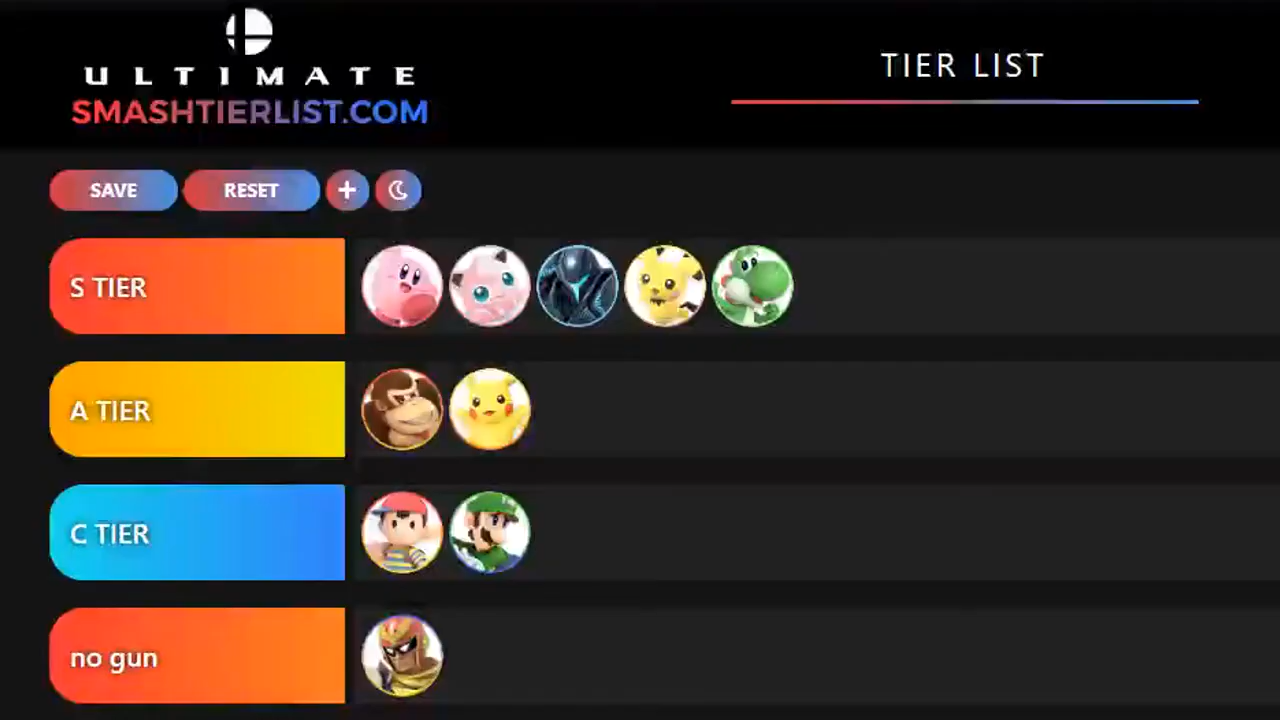 ULTIMATE
SMASHTIERLIST.COM
TIER LIST
SAVE
RESET
+
S TIER
A TIER
C TIER
no gun